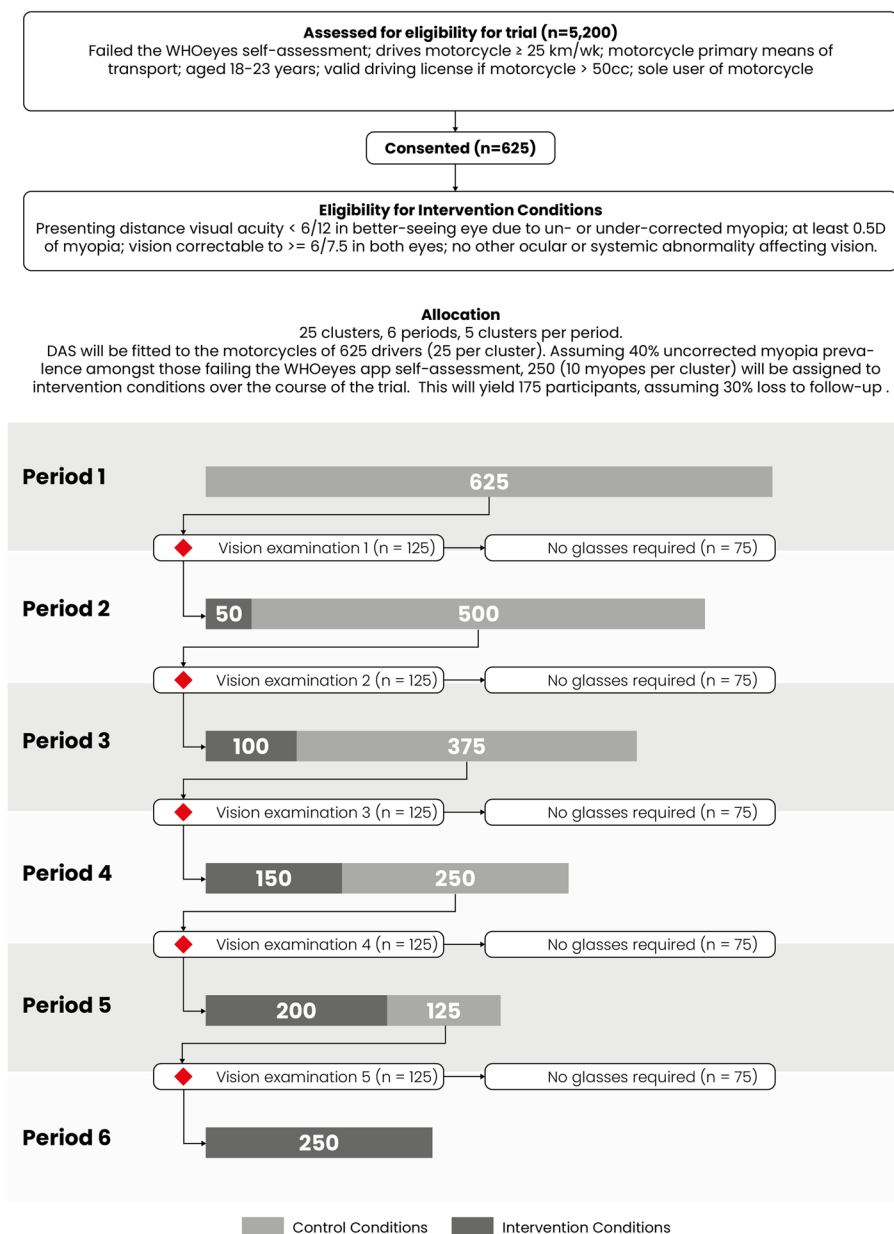 Assessed for eligibility for trial (n=5,200)
Failed the WHOeyes self-assessment; drives motorcycle ≥ 25 km/wk; motorcycle primary means of
transport; aged 18-23 years; valid driving license if motorcycle > 50cc; sole user of motorcycle
Consented (n=625)
Eligibility for Intervention Conditions
Presenting distance visual acuity < 6/12 in better-seeing eye due to un- or under-corrected myopia; at least 0.5D
of myopia; vision correctable to >= 6/7.5 in both eyes; no other ocular or systemic abnormality affecting vision.
Allocation
25 clusters, 6 periods, 5 clusters per period.
DAS will be fitted to the motorcycles of 625 drivers (25 per cluster). Assuming 40% uncorrected myopia preva-
lence amongst those failing the WHOeyes app self-assessment, 250 (10 myopes per cluster) will be assigned to
intervention conditions over the course of the trial. This will yield 175 participants, assuming 30% loss to follow-up .
Period 1
625
Vision examination 1 (n = 125)
No glasses required (n = 75)
Period 2
50
500
Vision examination 2 (n = 125)
No glasses required (n = 75)
Period 3
100
375
Vision examination 3 (n = 125)
No glasses required (n = 75)
Period 4
150
250
Vision examination 4 (n = 125)
No glasses required (n = 75)
Period 5
200
125
Vision examination 5 (n = 125)
No glasses required (n = 75)
Period 6
250
Control Conditions
Intervention Conditions